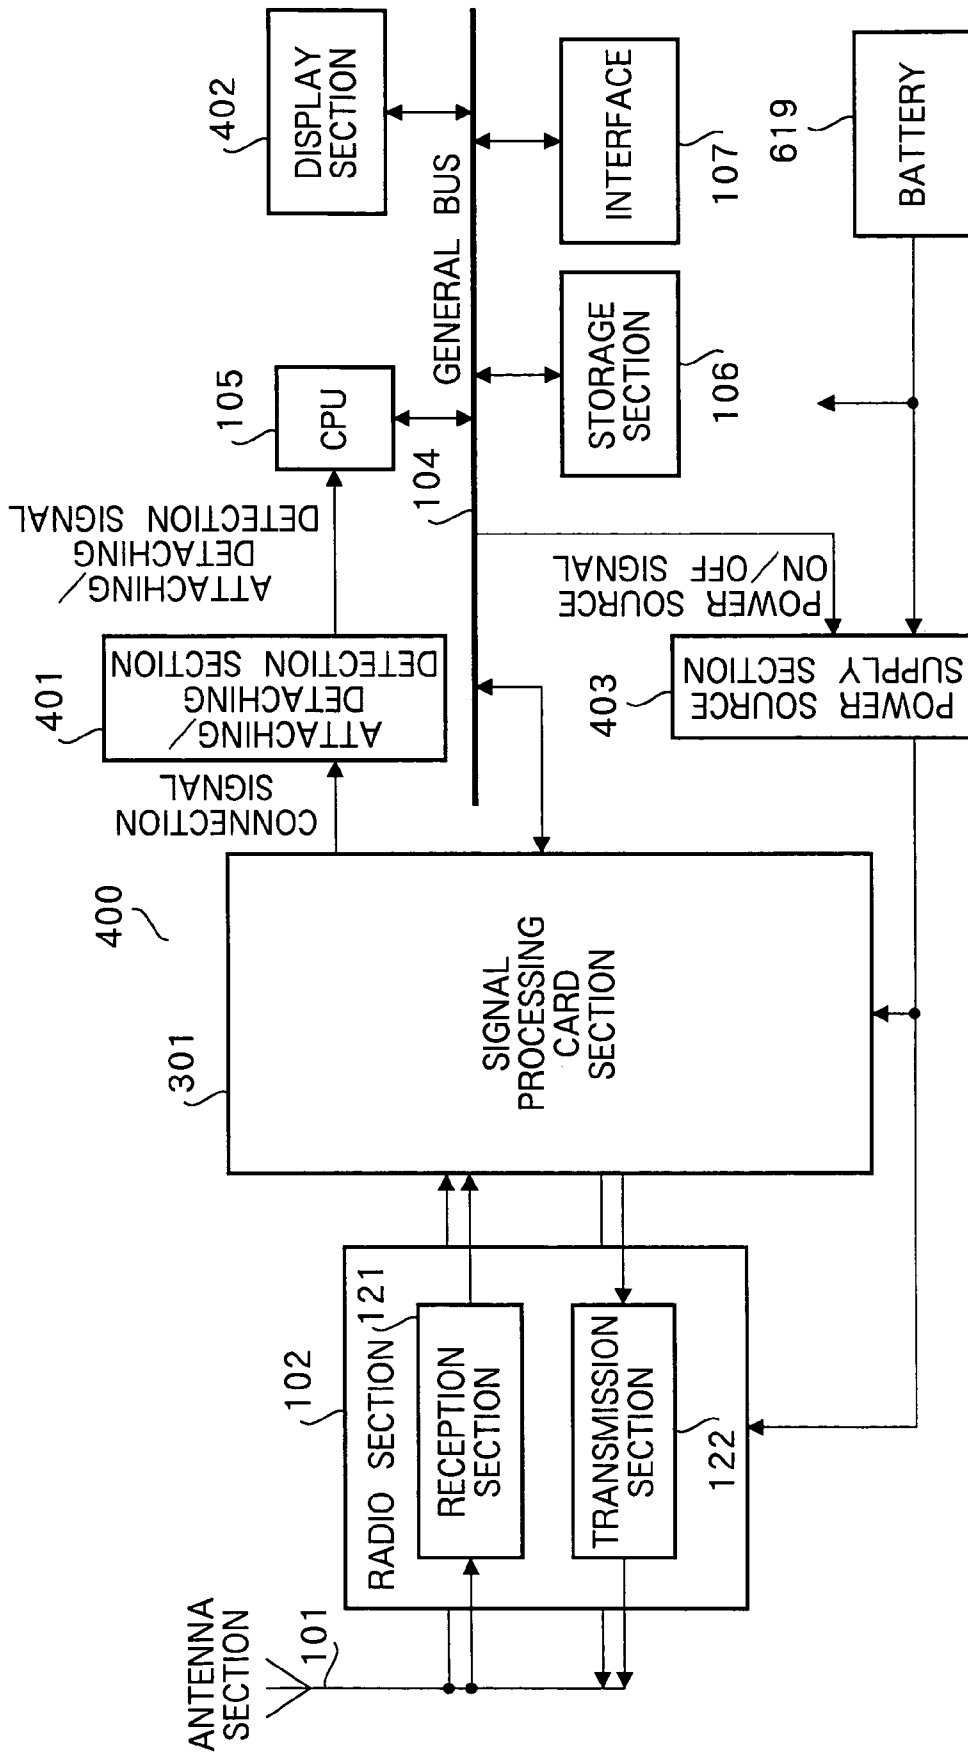 ANTENNA
SECTION
101
102
RADIO SECTION
121
RECEPTION
SECTION
TRANSMISSION
SECTION
122
301
400
SIGNAL
PROCESSING
CARD
SECTION
CONNECTION
SIGNAL
401
ATTACHING/
DETACHING
DETECTION SECTION
ATTACHING/
DETACHING
DETECTION SIGNAL
105
CPU
402
DISPLAY
SECTION
104
GENERAL BUS
STORAGE
SECTION
106
INTERFACE
107
POWER SOURCE
ON/OFF SIGNAL
403
POWER SOURCE
SUPPLY SECTION
619
BATTERY